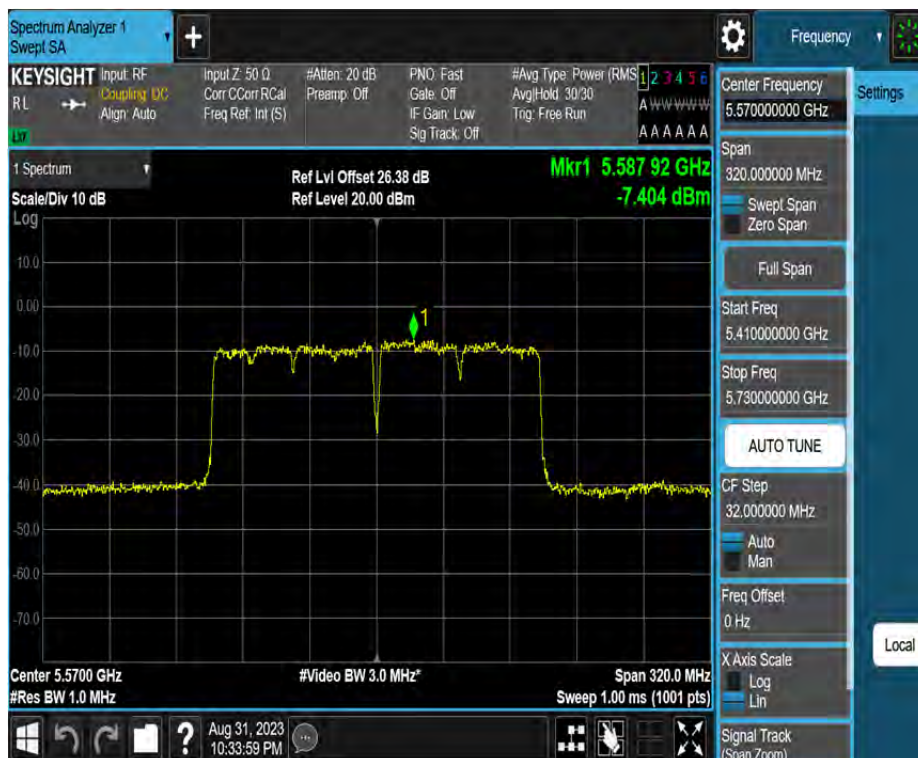 Spectrum Analyzer 1
Swept SA
Frequency
KEYSIGHT
RL
LXI
Input: RF
Coupling: DC
Align: Auto
Input Z: 50 Ω
Corr CCorr RCal
Freq Ref: Int (S)
#Atten: 20 dB
Preamp: Off
PNO: Fast
Gate: Off
IF Gain: Low
Sig Track: Off
#Avg Type: Power (RMS
Avg|Hold: 30/30
Trig: Free Run
1 2 3 4 5 6
A W W W W W
A A A A A A
1 Spectrum
Scale/Div 10 dB
Log
Ref Lvl Offset 26.38 dB
Ref Level 20.00 dBm
Mkr1 5.587 92 GHz
-7.404 dBm
10.0
0.00
-10.0
-20.0
-30.0
-40.0
-50.0
-60.0
-70.0
1
Center 5.5700 GHz
#Res BW 1.0 MHz
#Video BW 3.0 MHz*
Span 320.0 MHz
Sweep 1.00 ms (1001 pts)
?
Aug 31, 2023
10:33:59 PM
Center Frequency
5.570000000 GHz
Span
320.000000 MHz
Swept Span
Zero Span
Full Span
Start Freq
5.410000000 GHz
Stop Freq
5.730000000 GHz
AUTO TUNE
CF Step
32.000000 MHz
Auto
Man
Freq Offset
0 Hz
X Axis Scale
Log
Lin
Signal Track
(Span Zoom)
Settings
Local